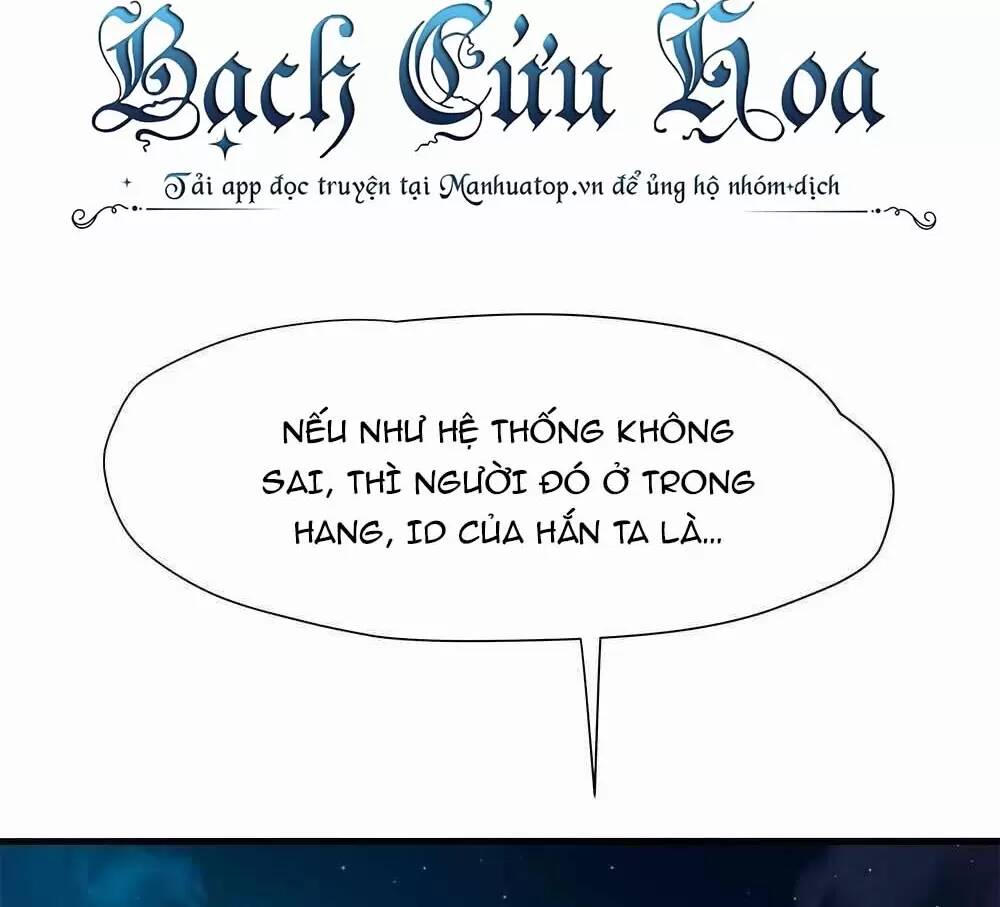 Bạch Cửu Hoa
Tải app đọc truyện tại Manhuatop.vn để ủng hộ nhóm dịch
NẾU NHƯ HỆ THỐNG KHÔNG
SAI, THÌ NGƯỜI ĐÓ Ở TRONG
HANG, ID CỦA HẮN TA LÀ...